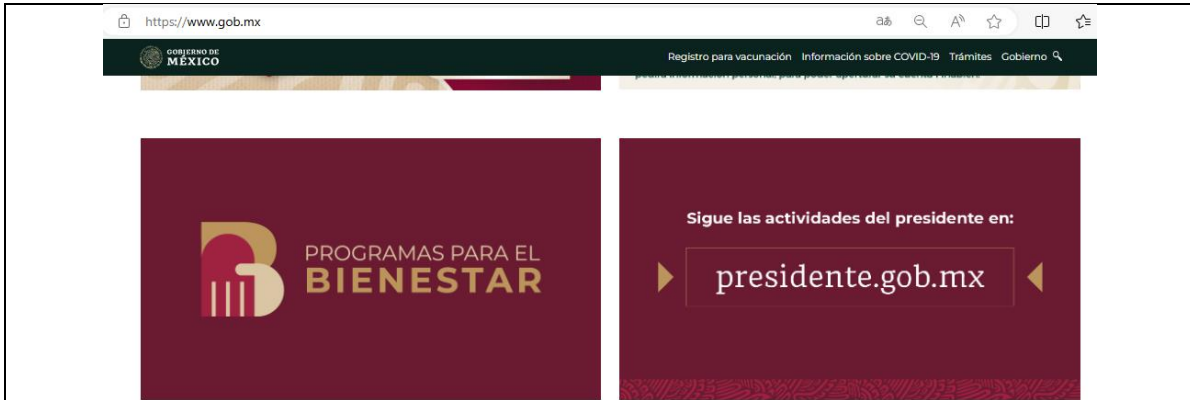 https://www.gob.mx
GOBIERNO DE
MÉXICO
Registro para vacunación Información sobre COVID-19 Trámites Gobierno
PROGRAMAS PARA EL
BIENESTAR
Sigue las actividades del presidente en:
presidente.gob.mx